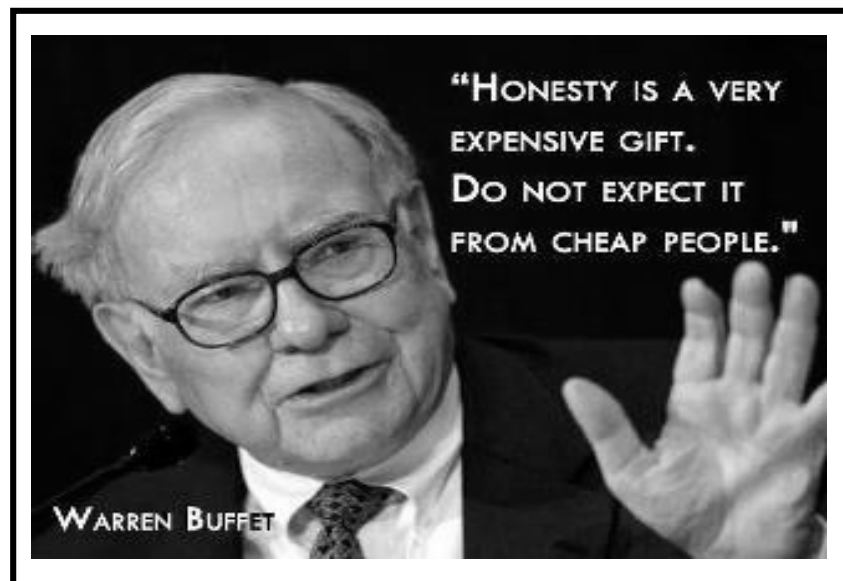 “Honesty is a very
expensive gift.
Do not expect it
from cheap people."
Warren Buffet